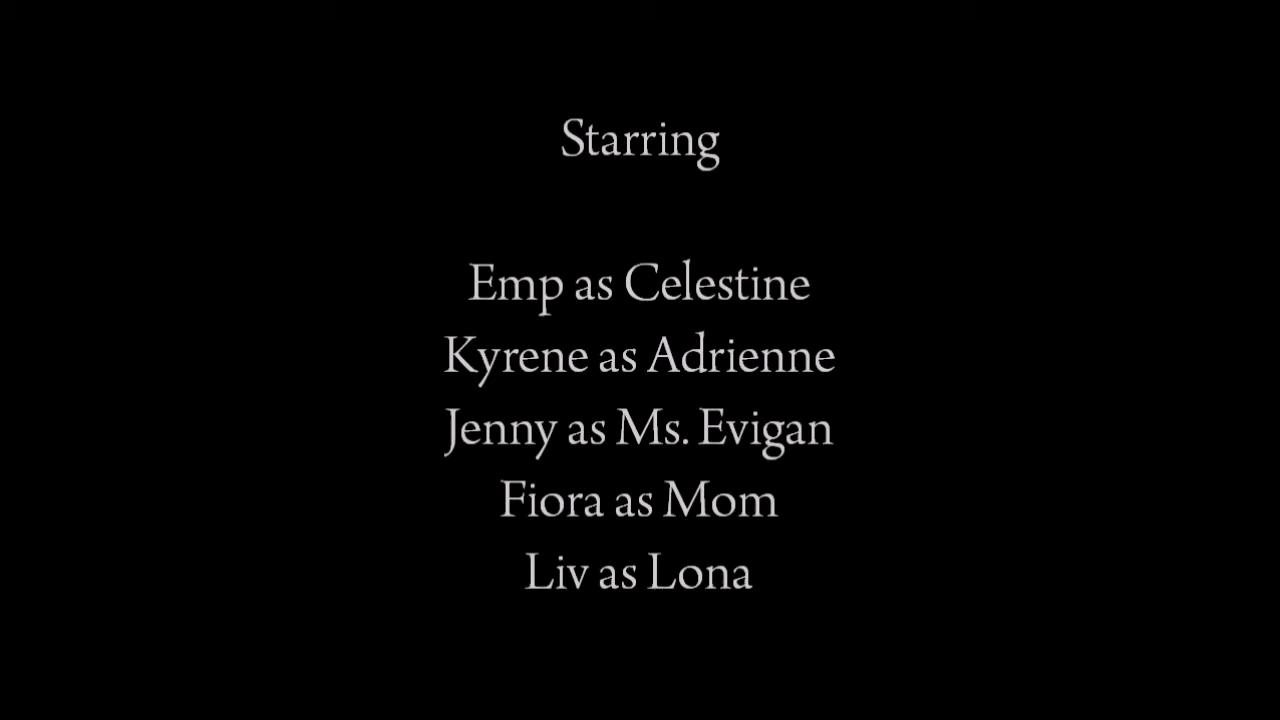 Starring
Emp as Celestine
Kyrene as Adrienne
Jenny as Ms. Evigan
Fiora as Mom
Liv as Lona